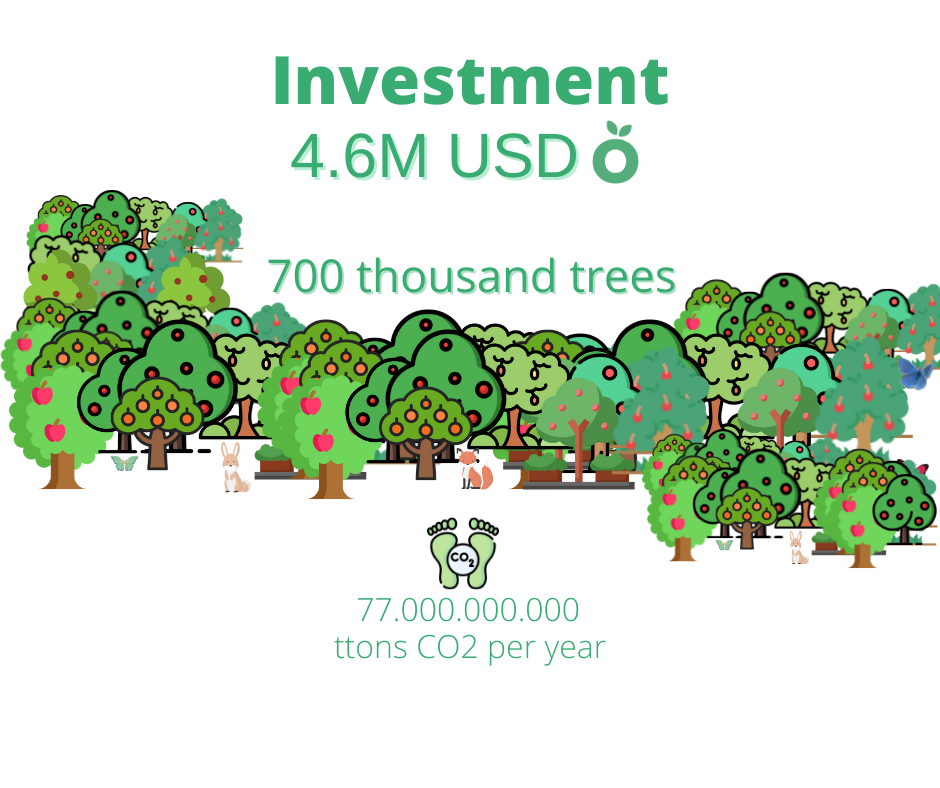 Investment
4.6M USD
700 thousand trees
CO2
77.000.000.000
ttons CO2 per year